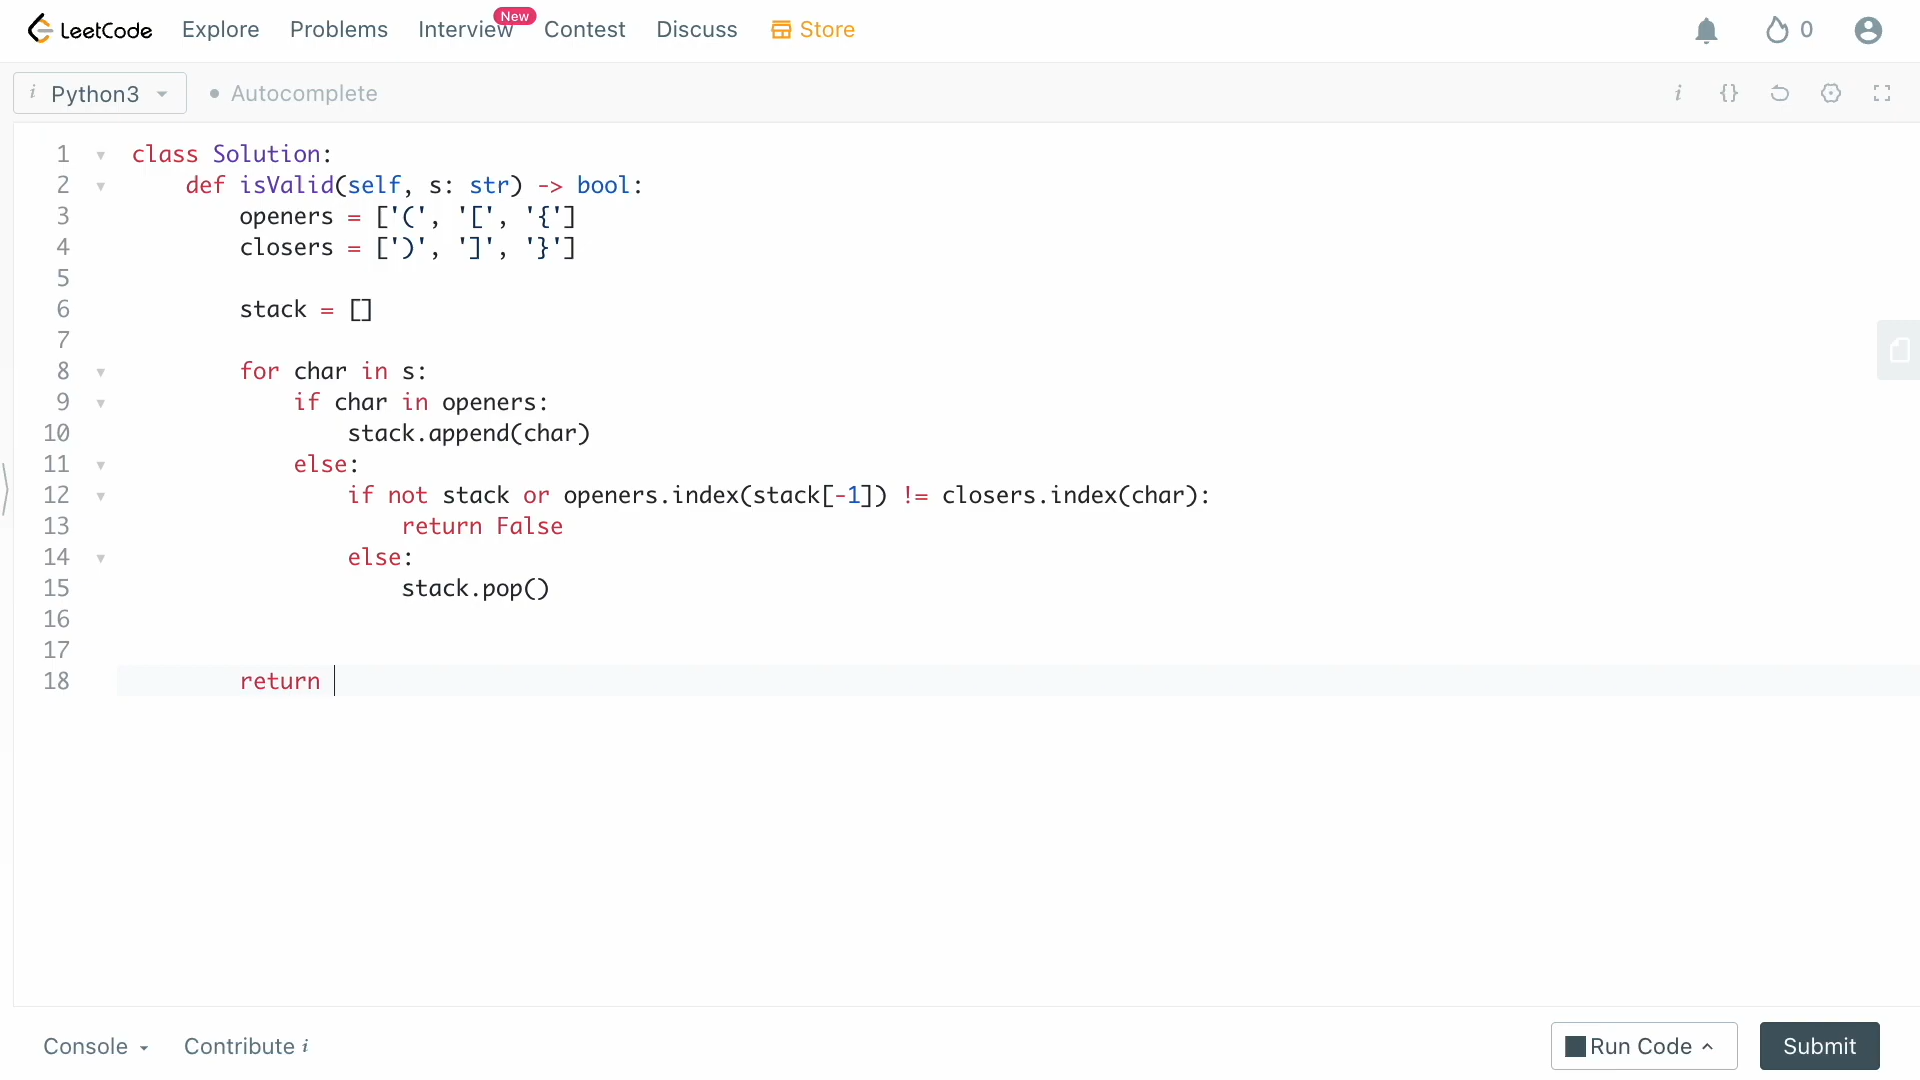 LeetCode Explore Problems Interview New Contest Discuss Store 0
i Python3 Autocomplete i {}
1 class Solution:
2     def isValid(self, s: str) -> bool:
3         openers = ['(', '[', '{']
4         closers = [')', ']', '}']
5
6         stack = []
7
8         for char in s:
9             if char in openers:
10                 stack.append(char)
11             else:
12                 if not stack or openers.index(stack[-1]) != closers.index(char):
13                     return False
14                 else:
15                     stack.pop()
16
17
18         return
Console Contribute i Run Code Submit